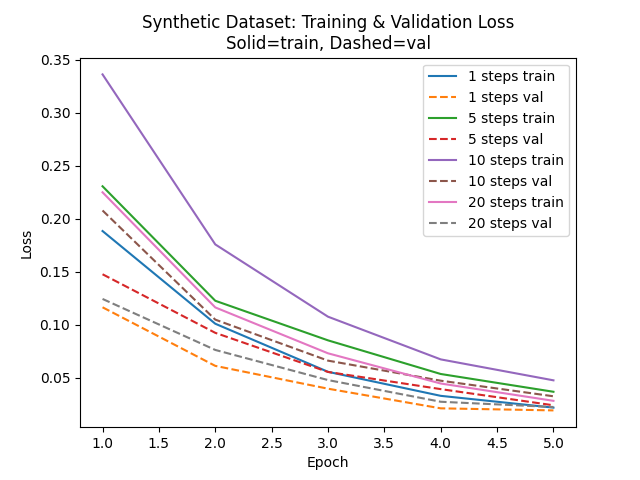 Synthetic Dataset: Training & Validation Loss
Solid=train, Dashed=val
0.35
0.30
0.25
0.20
0.15
0.10
0.05
Loss
1 steps train
1 steps val
5 steps train
5 steps val
10 steps train
10 steps val
20 steps train
20 steps val
1.0 1.5 2.0 2.5 3.0 3.5 4.0 4.5 5.0
Epoch